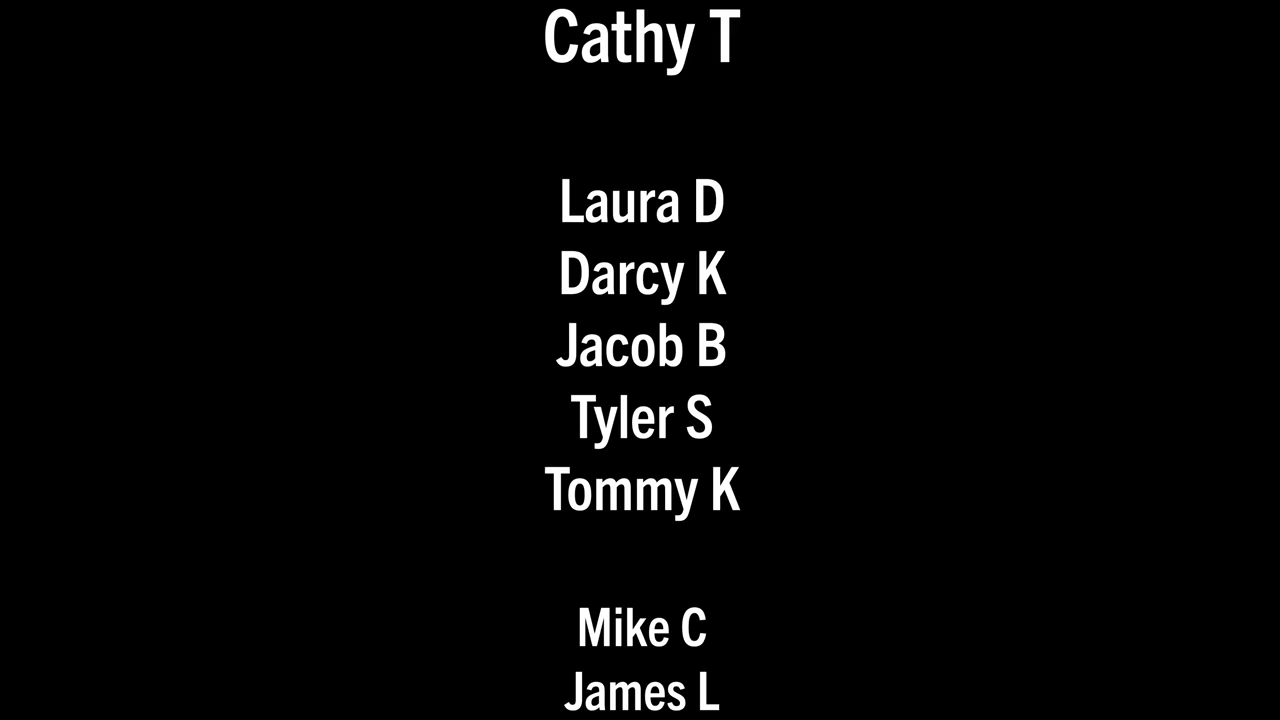 Cathy T
Laura D
Darcy K
Jacob B
Tyler S
Tommy K
Mike C
James L